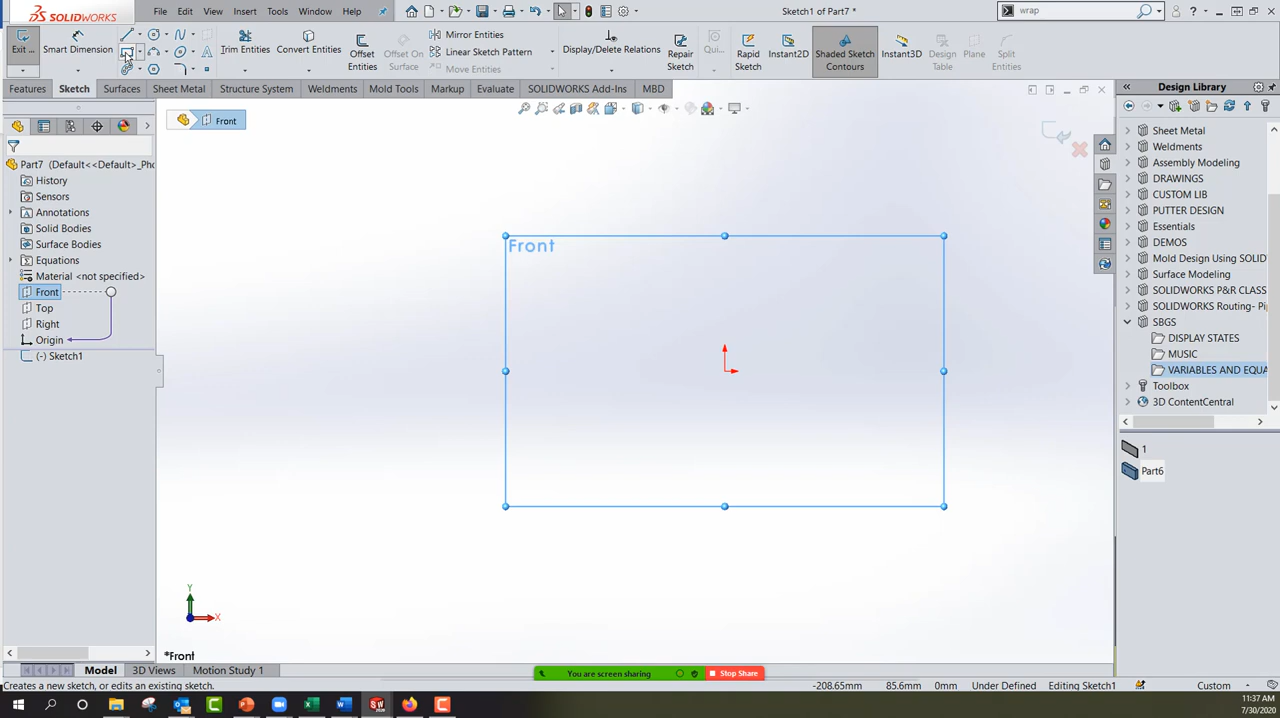 SOLIDWORKS
File Edit View Insert Tools Window Help
Sketch1 of Part7
wrap
Exit ...
Smart Dimension
Trim Entities
Convert Entities
Offset Entities
Offset On Surface
Mirror Entities
Linear Sketch Pattern
Move Entities
Display/Delete Relations
Repair Sketch
Qui...
Rapid Sketch
Instant2D
Shaded Sketch Contours
Instant3D
Design Table
Plane
Split Entities
Features Sketch Surfaces Sheet Metal Structure System Weldments Mold Tools Markup Evaluate SOLIDWORKS Add-Ins MBD
Design Library
Front
Part7 (Default<<Default>_Pho
History
Sensors
Annotations
Solid Bodies
Surface Bodies
Equations
Material <not specified>
Front
Top
Right
Origin
(-) Sketch1
Front
Y
X
*Front
Sheet Metal
Weldments
Assembly Modeling
DRAWINGS
CUSTOM LIB
PUTTER DESIGN
Essentials
DEMOS
Mold Design Using SOLID
Surface Modeling
SOLIDWORKS P&R CLASS
SOLIDWORKS Routing- Pi
SBGS
DISPLAY STATES
MUSIC
VARIABLES AND EQUA
Toolbox
3D ContentCentral
1
Part6
Model 3D Views Motion Study 1
You are screen sharing
Stop Share
Creates a new sketch, or edits an existing sketch.
-208.65mm 85.6mm 0mm Under Defined Editing Sketch1 Custom
11:37 AM
7/30/2020